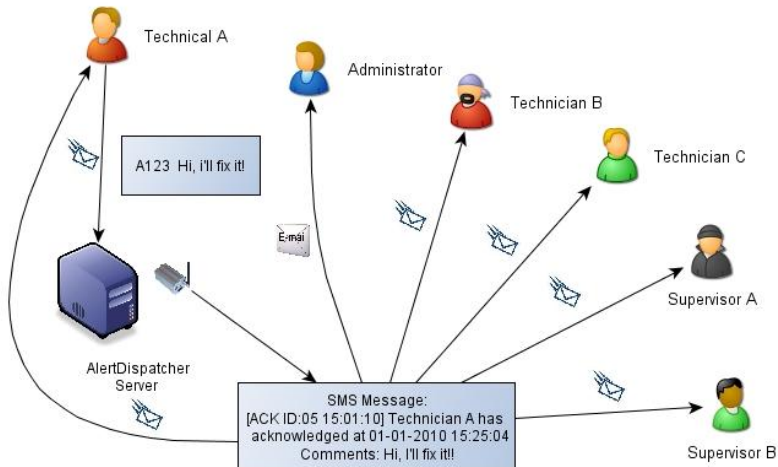 Technical A
Administrator
Technician B
A123 Hi, i'll fix it!
Technician C
E-mai
Supervisor A
AlertDispatcher
Server
SMS Message:
[ACK ID:05 15:01:10] Technician A has
acknowledged at 01-01-2010 15:25:04
Comments: Hi, I'll fix it!!
Supervisor B